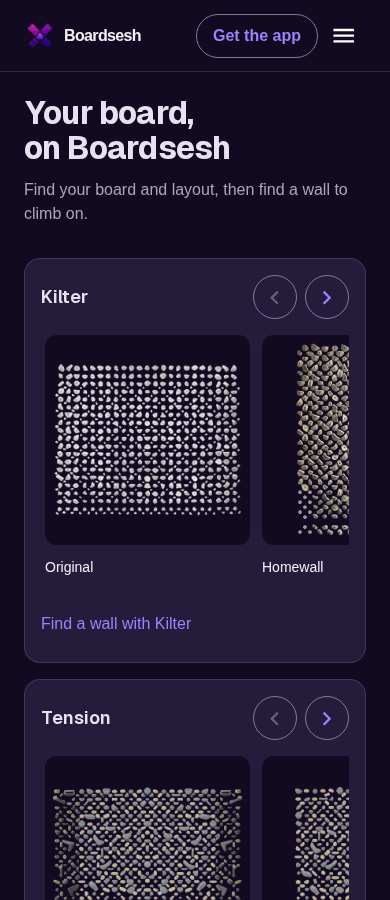 Boardsesh
Get the app
Your board,
on Boardsesh
Find your board and layout, then find a wall to
climb on.
Kilter
Original
Homewall
Find a wall with Kilter
Tension